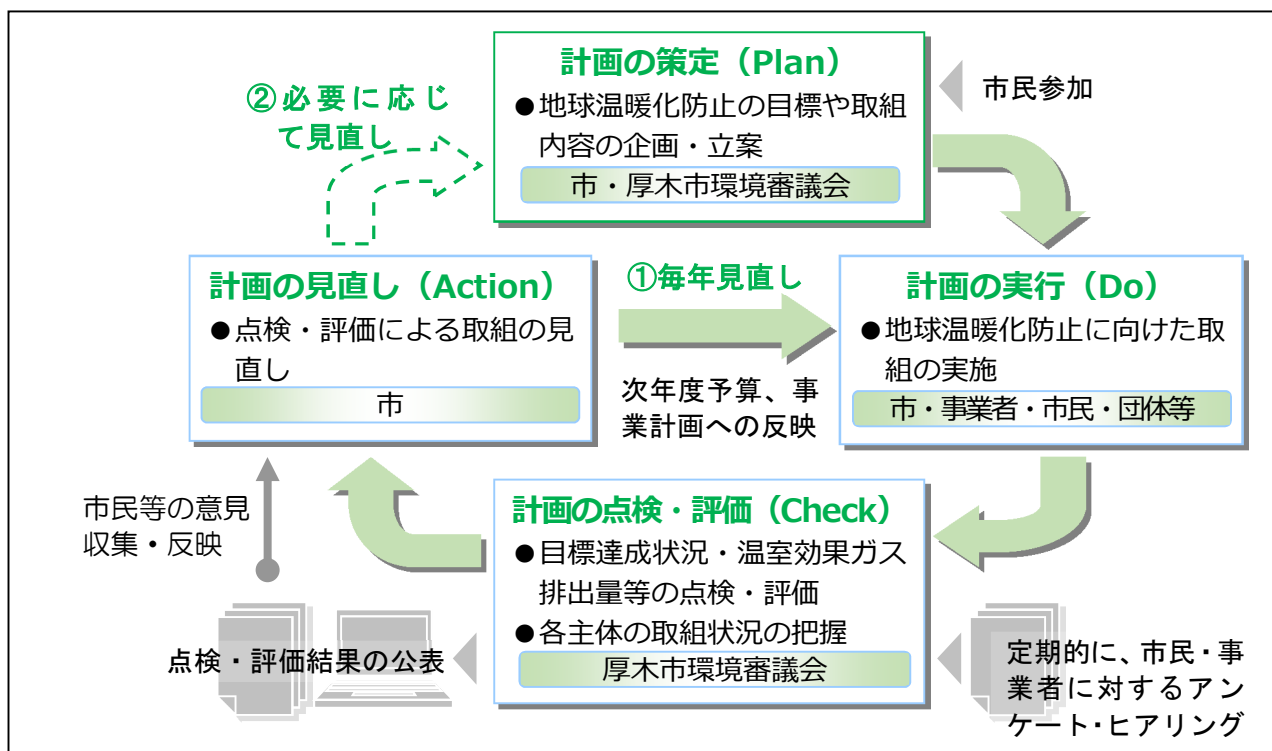 計画の策定（Plan）
●地球温暖化防止の目標や取組
内容の企画・立案
市・厚木市環境審議会
市民参加
②必要に応じ
て見直し
計画の見直し（Action）
●点検・評価による取組の見
直し
市
①毎年見直し
次年度予算、事
業計画への反映
計画の実行（Do）
●地球温暖化防止に向けた取
組の実施
市・事業者・市民・団体等
計画の点検・評価（Check）
●目標達成状況・温室効果ガス
排出量等の点検・評価
●各主体の取組状況の把握
厚木市環境審議会
市民等の意見
収集・反映
点検・評価結果の公表
定期的に、市民・事
業者に対するアン
ケート・ヒアリング